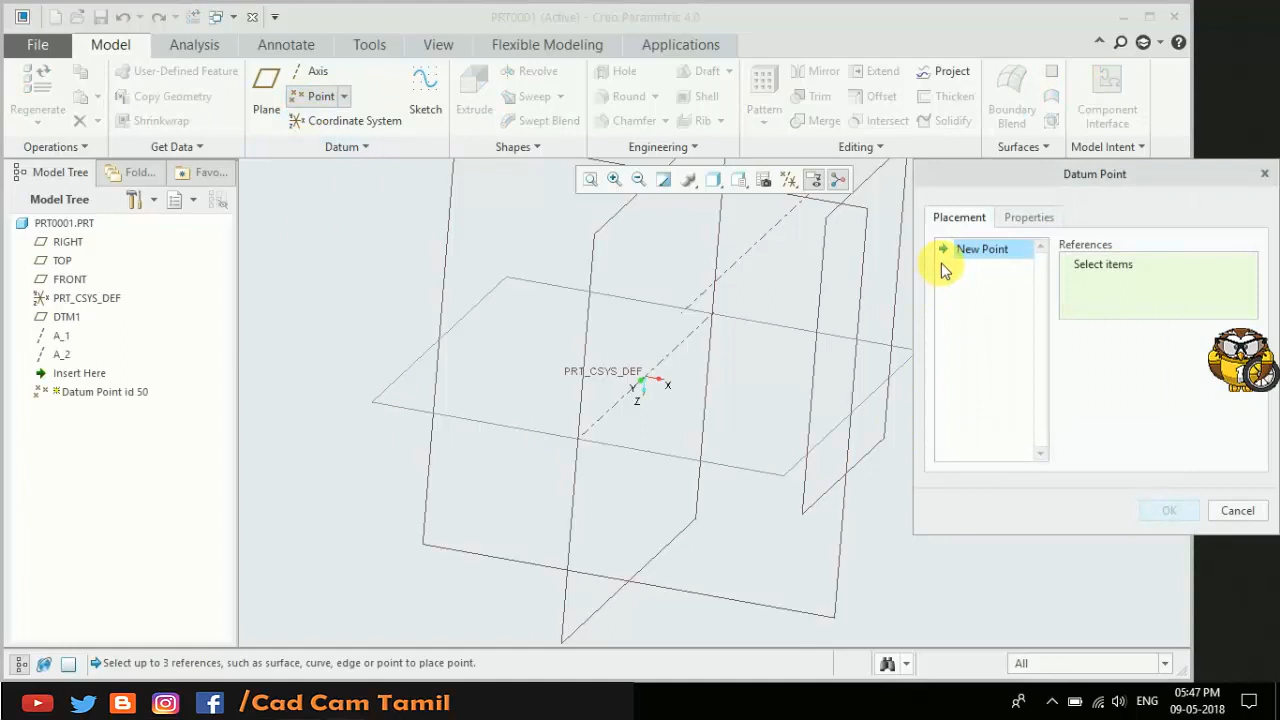 PRT0001 (Active) - Creo Parametric 4.0
File Model Analysis Annotate Tools View Flexible Modeling Applications
Regenerate
User-Defined Feature
Copy Geometry
Shrinkwrap
Plane
Axis
Point
Coordinate System
Sketch
Extrude
Revolve
Sweep
Swept Blend
Hole
Round
Chamfer
Draft
Shell
Rib
Pattern
Mirror
Trim
Merge
Extend
Offset
Intersect
Project
Thicken
Solidify
Boundary
Blend
Component
Interface
Operations Get Data Datum Shapes Engineering Editing Surfaces Model Intent
Model Tree Fold... Favo...
Model Tree
PRT0001.PRT
RIGHT
TOP
FRONT
PRT_CSYS_DEF
DTM1
A_1
A_2
Insert Here
Datum Point id 50
PRT_CSYS_DEF
Y
X
Z
Datum Point
Placement Properties
New Point
References
Select items
OK Cancel
Select up to 3 references, such as surface, curve, edge or point to place point.
All
/Cad Cam Tamil
ENG
05:47 PM
09-05-2018